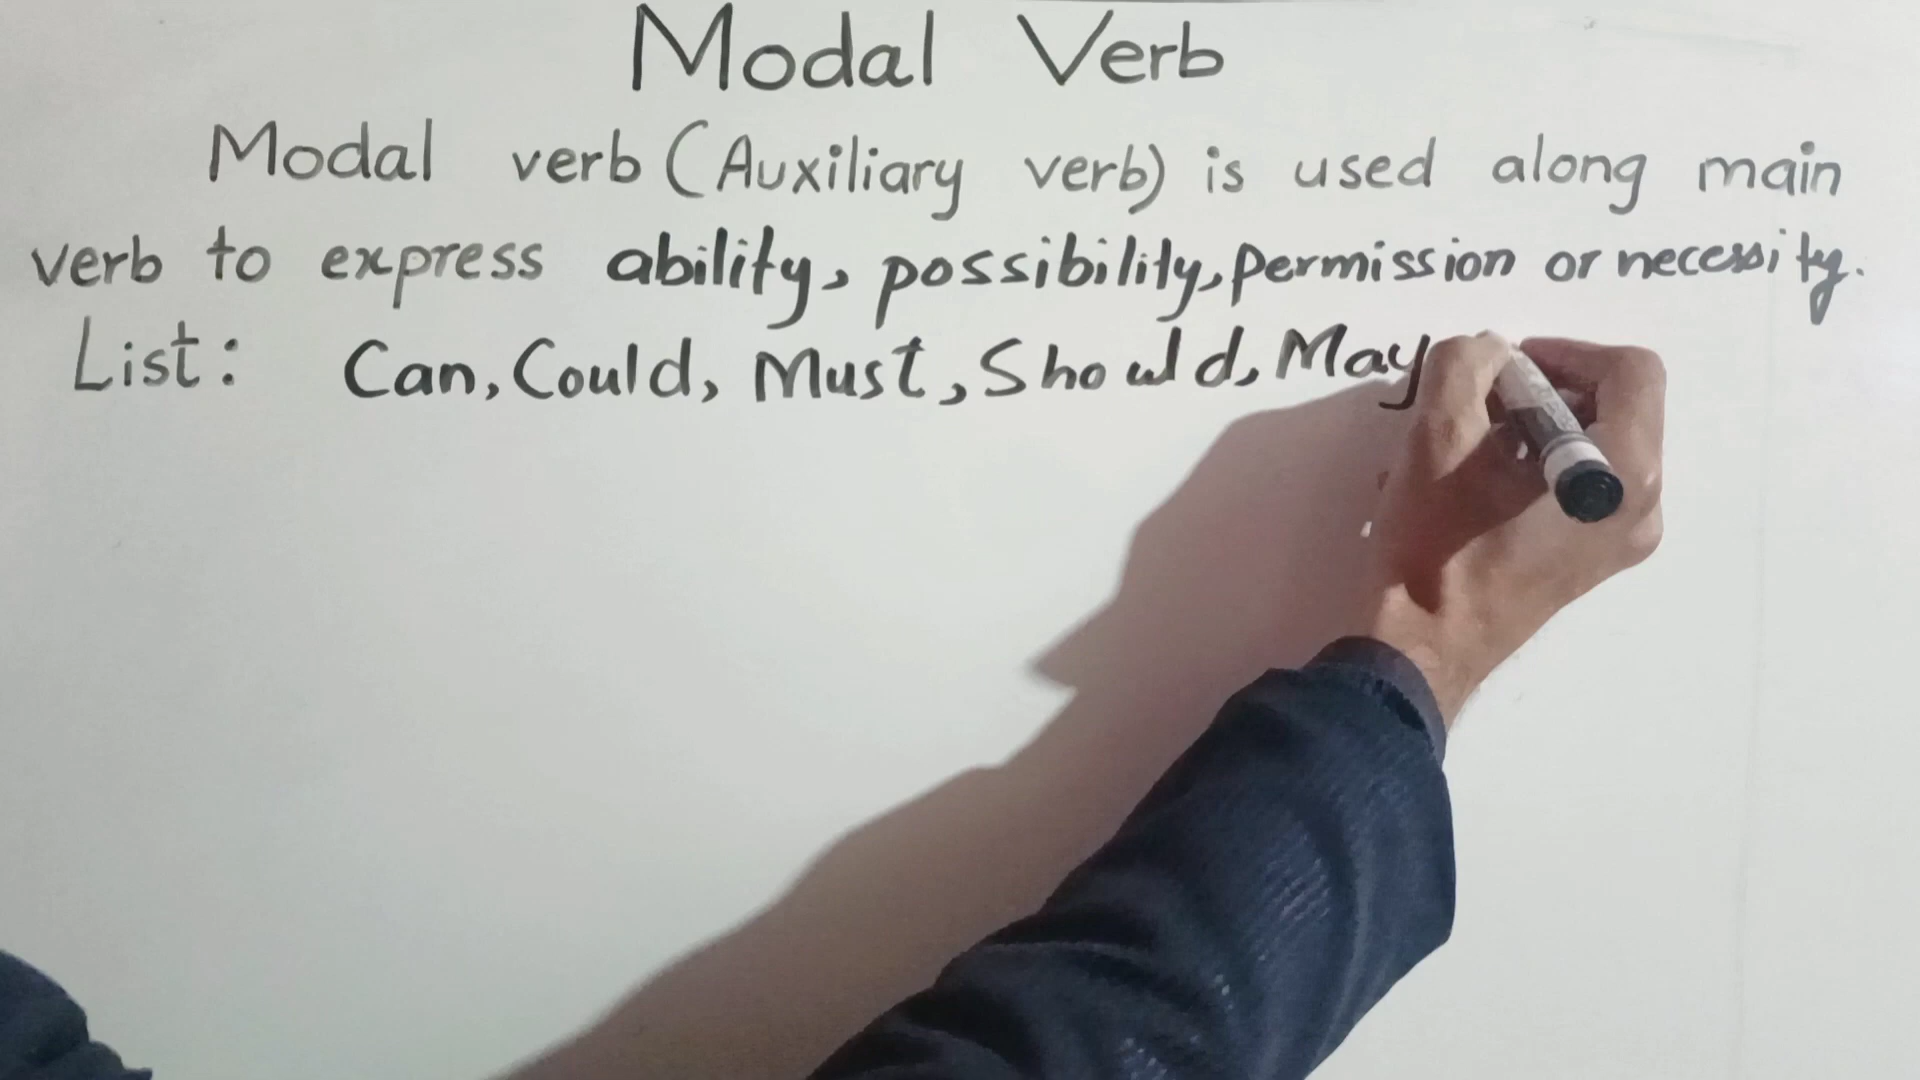 Modal Verb
Modal verb (Auxiliary verb) is used along main
verb to express ability, possibility, permission or necessity.
List: Can, Could, Must, Should, May